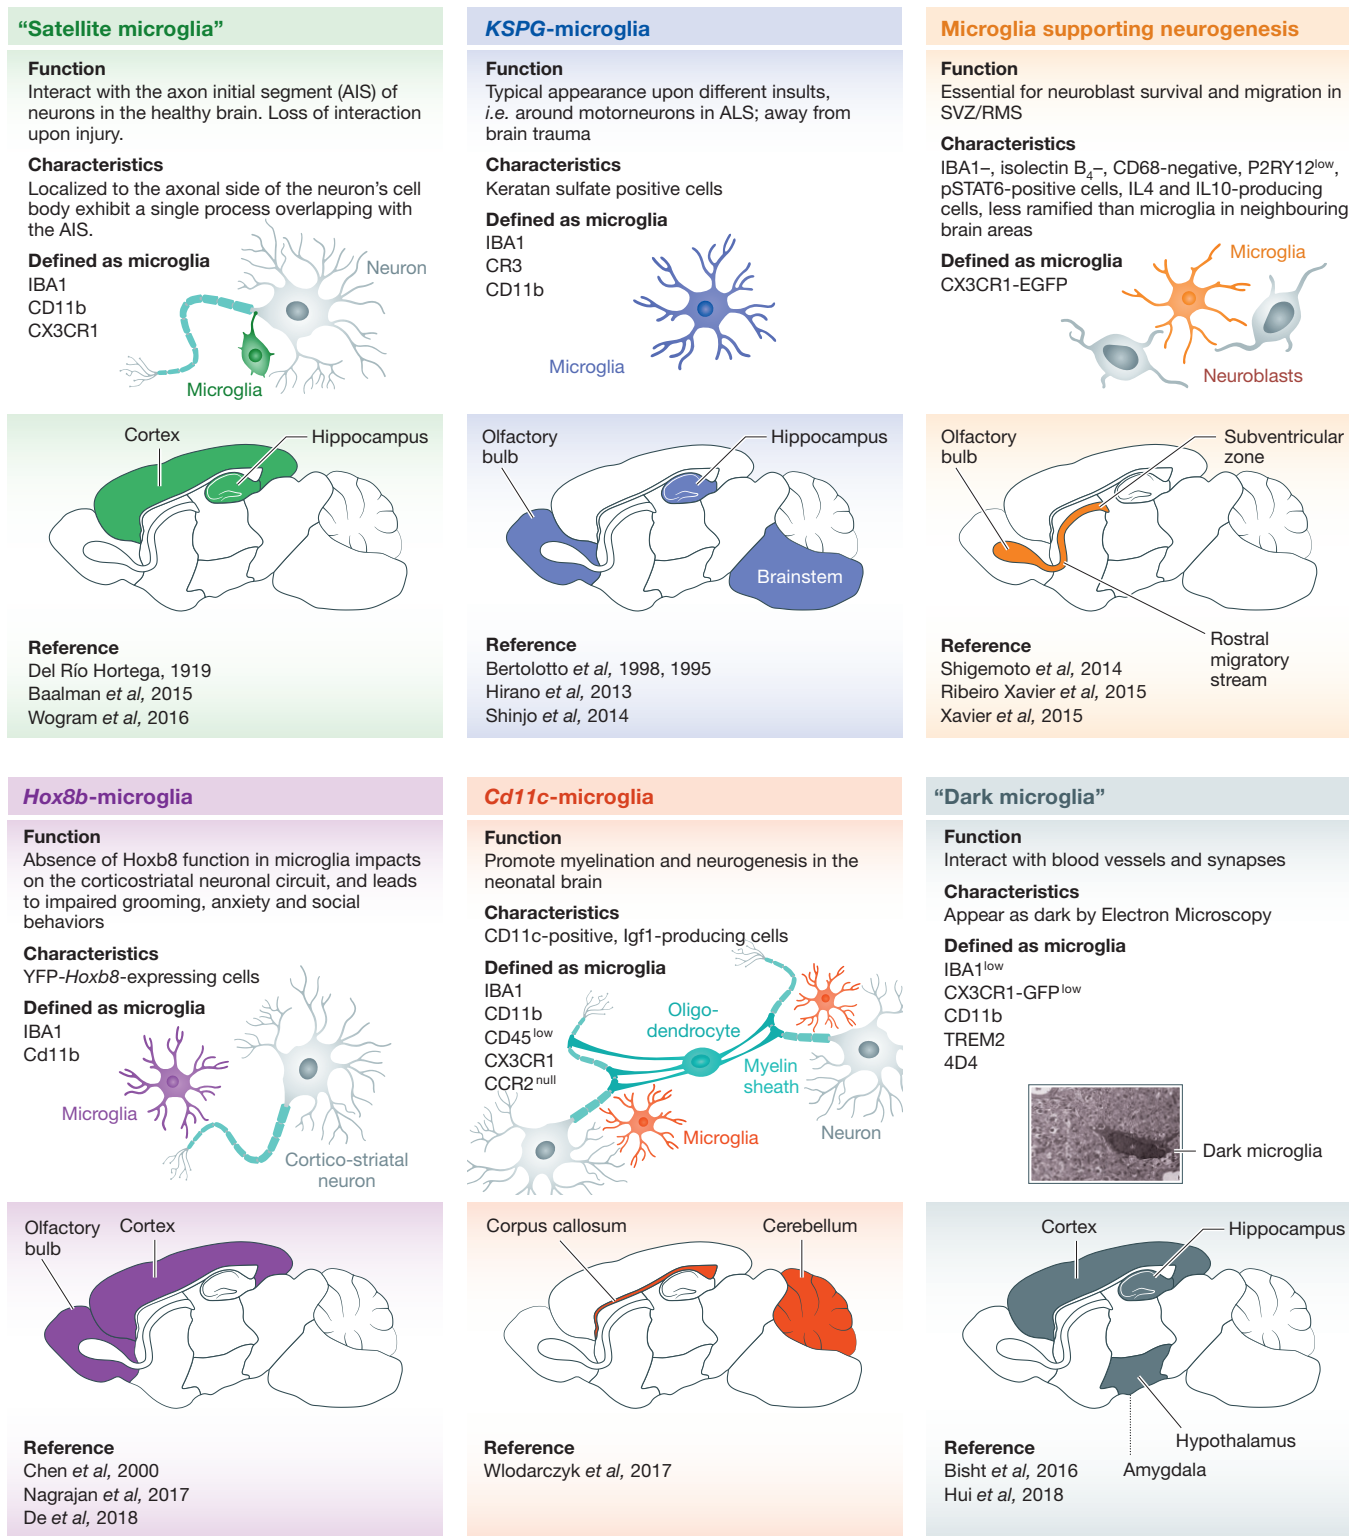 “Satellite microglia”
Function
Interact with the axon initial segment (AIS) of
neurons in the healthy brain. Loss of interaction
upon injury.
Characteristics
Localized to the axonal side of the neuron’s cell
body exhibit a single process overlapping with
the AIS.
Defined as microglia
IBA1
CD11b
CX3CR1
Neuron
Microglia
Cortex
Hippocampus
Reference
Del Río Hortega, 1919
Baalman et al, 2015
Wogram et al, 2016
KSPG-microglia
Function
Typical appearance upon different insults,
i.e. around motorneurons in ALS; away from
brain trauma
Characteristics
Keratan sulfate positive cells
Defined as microglia
IBA1
CR3
CD11b
Microglia
Olfactory
bulb
Hippocampus
Brainstem
Reference
Bertolotto et al, 1998, 1995
Hirano et al, 2013
Shinjo et al, 2014
Microglia supporting neurogenesis
Function
Essential for neuroblast survival and migration in
SVZ/RMS
Characteristics
IBA1–, isolectin B4–, CD68-negative, P2RY12low,
pSTAT6-positive cells, IL4 and IL10-producing
cells, less ramified than microglia in neighbouring
brain areas
Defined as microglia
CX3CR1-EGFP
Microglia
Neuroblasts
Olfactory
bulb
Subventricular
zone
Rostral
migratory
stream
Reference
Shigemoto et al, 2014
Ribeiro Xavier et al, 2015
Xavier et al, 2015
Hox8b-microglia
Function
Absence of Hoxb8 function in microglia impacts
on the corticostriatal neuronal circuit, and leads
to impaired grooming, anxiety and social
behaviors
Characteristics
YFP-Hoxb8-expressing cells
Defined as microglia
IBA1
Cd11b
Microglia
Cortico-striatal
neuron
Olfactory
bulb
Cortex
Reference
Chen et al, 2000
Nagrajan et al, 2017
De et al, 2018
Cd11c-microglia
Function
Promote myelination and neurogenesis in the
neonatal brain
Characteristics
CD11c-positive, Igf1-producing cells
Defined as microglia
IBA1
CD11b
CD45 low
CX3CR1
CCR2 null
Oligo-
dendrocyte
Myelin
sheath
Microglia
Neuron
Corpus callosum
Cerebellum
Reference
Wlodarczyk et al, 2017
“Dark microglia”
Function
Interact with blood vessels and synapses
Characteristics
Appear as dark by Electron Microscopy
Defined as microglia
IBA1low
CX3CR1-GFP low
CD11b
TREM2
4D4
Dark microglia
Cortex
Hippocampus
Hypothalamus
Amygdala
Reference
Bisht et al, 2016
Hui et al, 2018